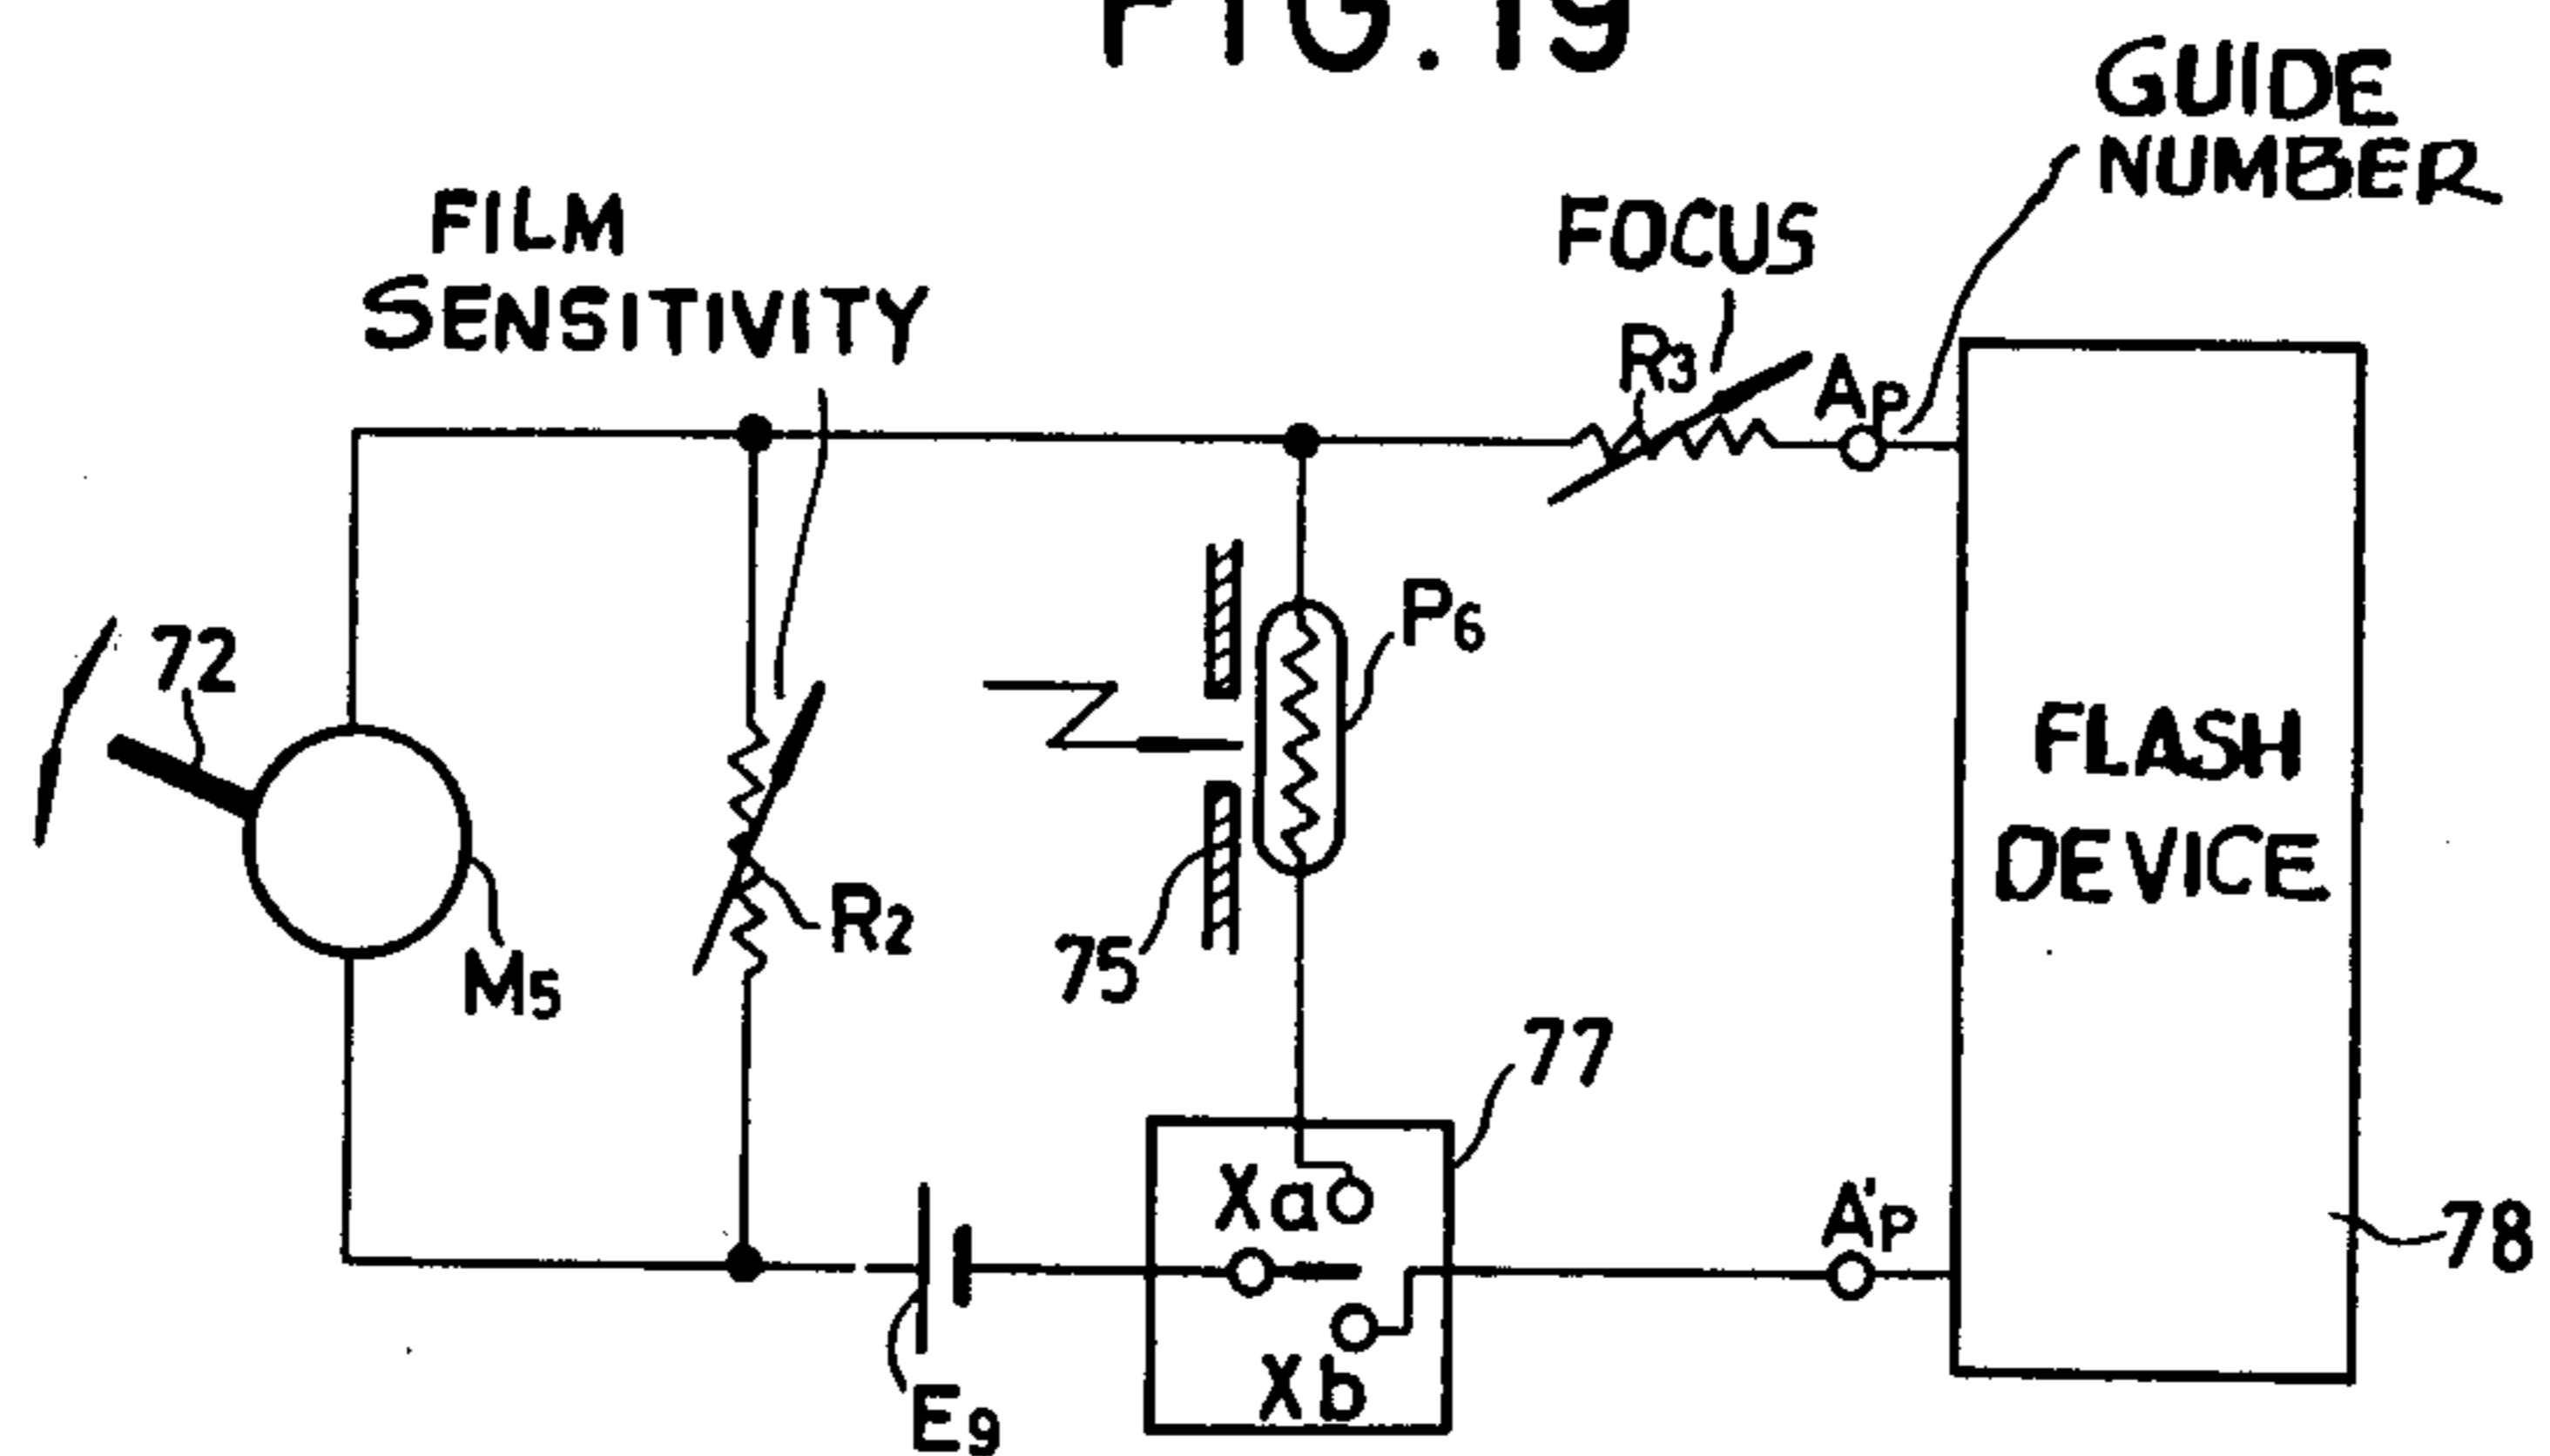 FIG. 19
GUIDE
NUMBER
FILM
SENSITIVITY
FOCUS
R3
AP
72
P6
R2
M5
75
FLASH
DEVICE
77
Xa
A'P
78
Xb
E9